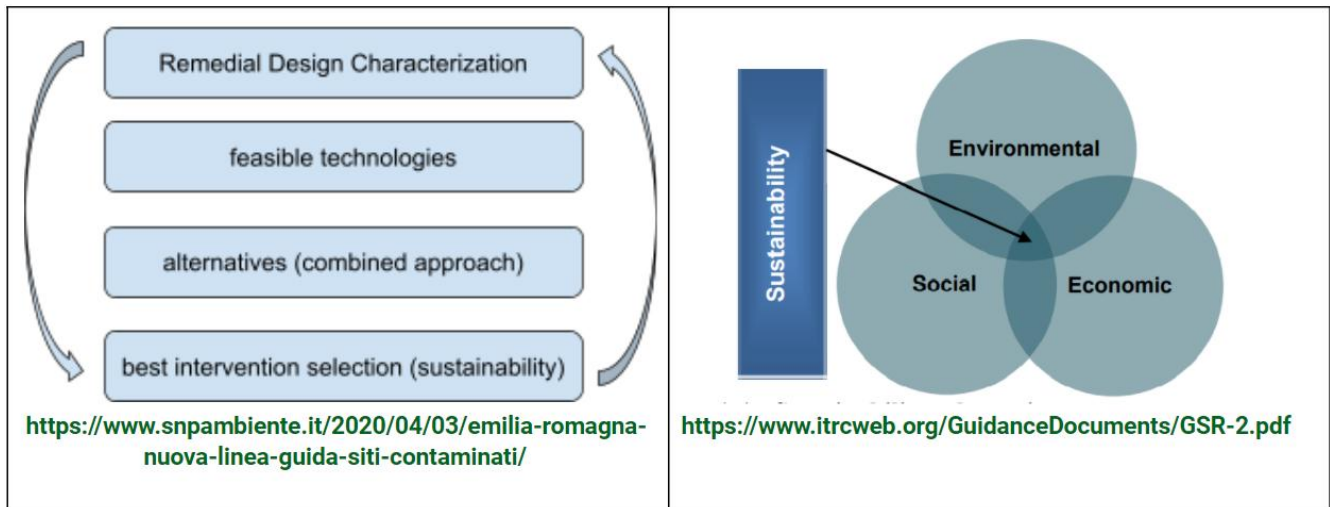 Remedial Design Characterization
feasible technologies
alternatives (combined approach)
best intervention selection (sustainability)
https://www.snpambiente.it/2020/04/03/emilia-romagna-
nuova-linea-guida-siti-contaminati/
Sustainability
Environmental
Social
Economic
https://www.itrcweb.org/GuidanceDocuments/GSR-2.pdf